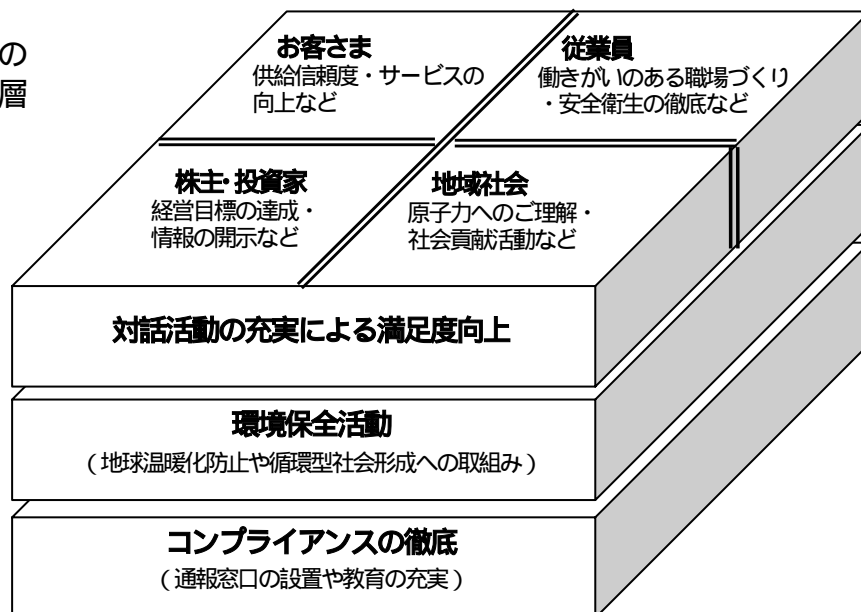 の
層
お客さま
供給信頼度・サービスの
向上など
従業員
働きがいのある職場づくり
・安全衛生の徹底など
株主・投資家
経営目標の達成・
情報の開示など
地域社会
原子力へのご理解・
社会貢献活動など
対話活動の充実による満足度向上
環境保全活動
(地球温暖化防止や循環型社会形成への取組み)
コンプライアンスの徹底
(通報窓口の設置や教育の充実)